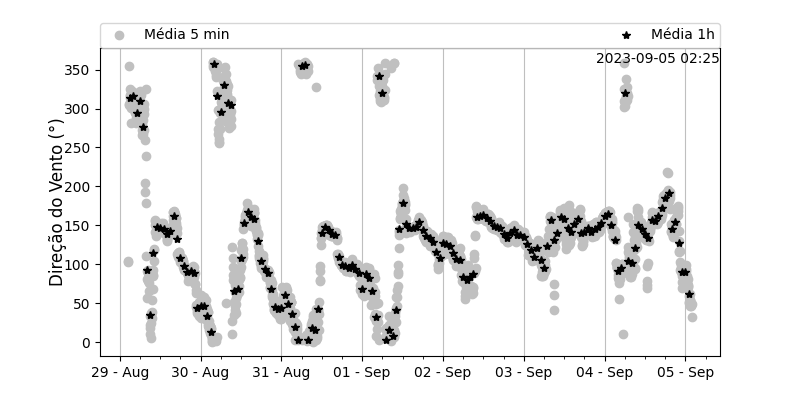 Média 5 min
Média 1h
2023-09-05 02:25
Direção do Vento (°)
350
300
250
200
150
100
50
0
29 - Aug
30 - Aug
31 - Aug
01 - Sep
02 - Sep
03 - Sep
04 - Sep
05 - Sep